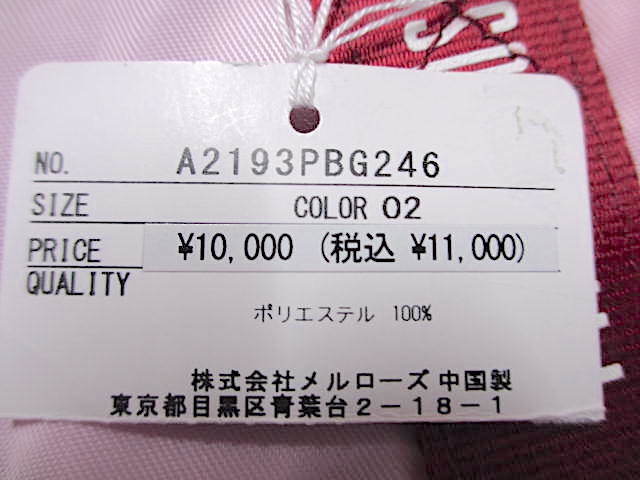 NO. A2193PBG246
SIZE COLOR 02
PRICE ¥10,000 (税込 ¥11,000)
QUALITY
ポリエステル 100%
株式会社メルローズ 中国製
東京都目黒区青葉台2-18-1